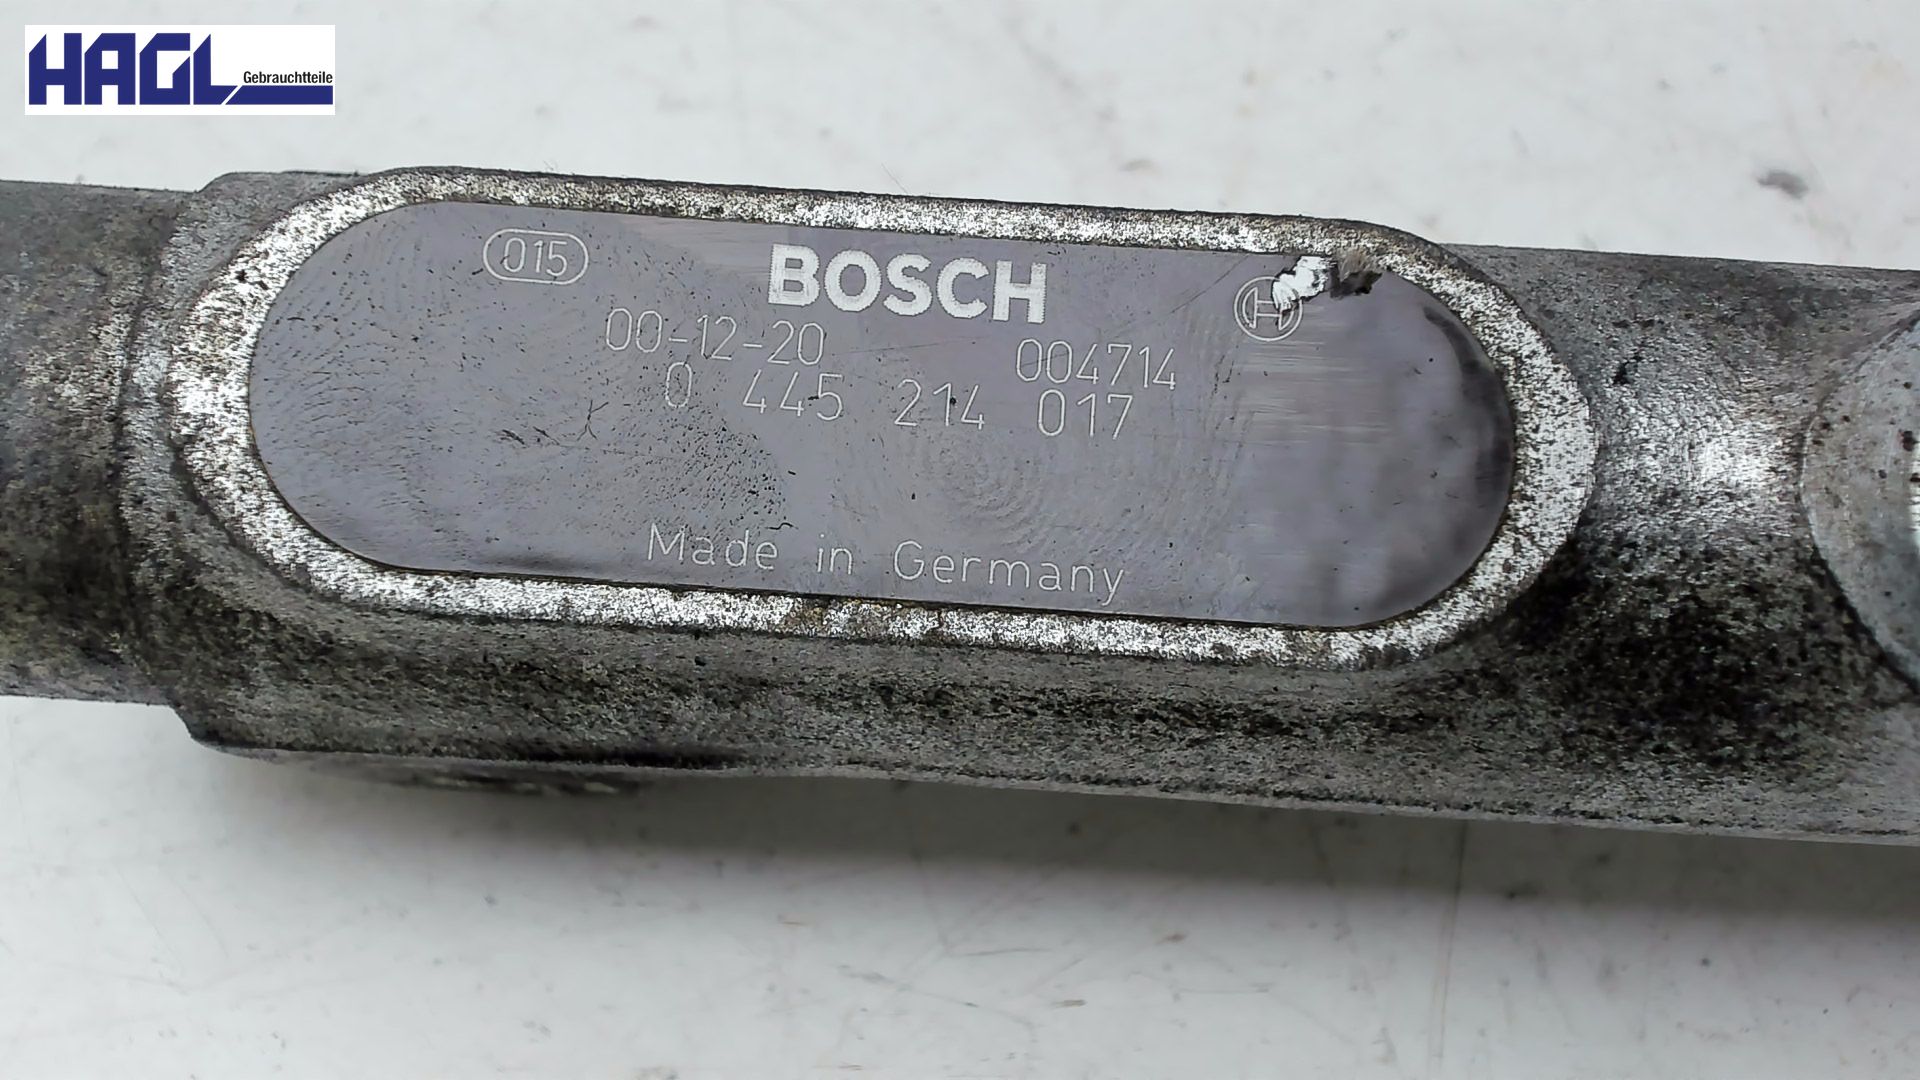 HAGL
Gebrauchtteile
015
BOSCH
00-12-20 004714
0 445 214 017
Made in Germany